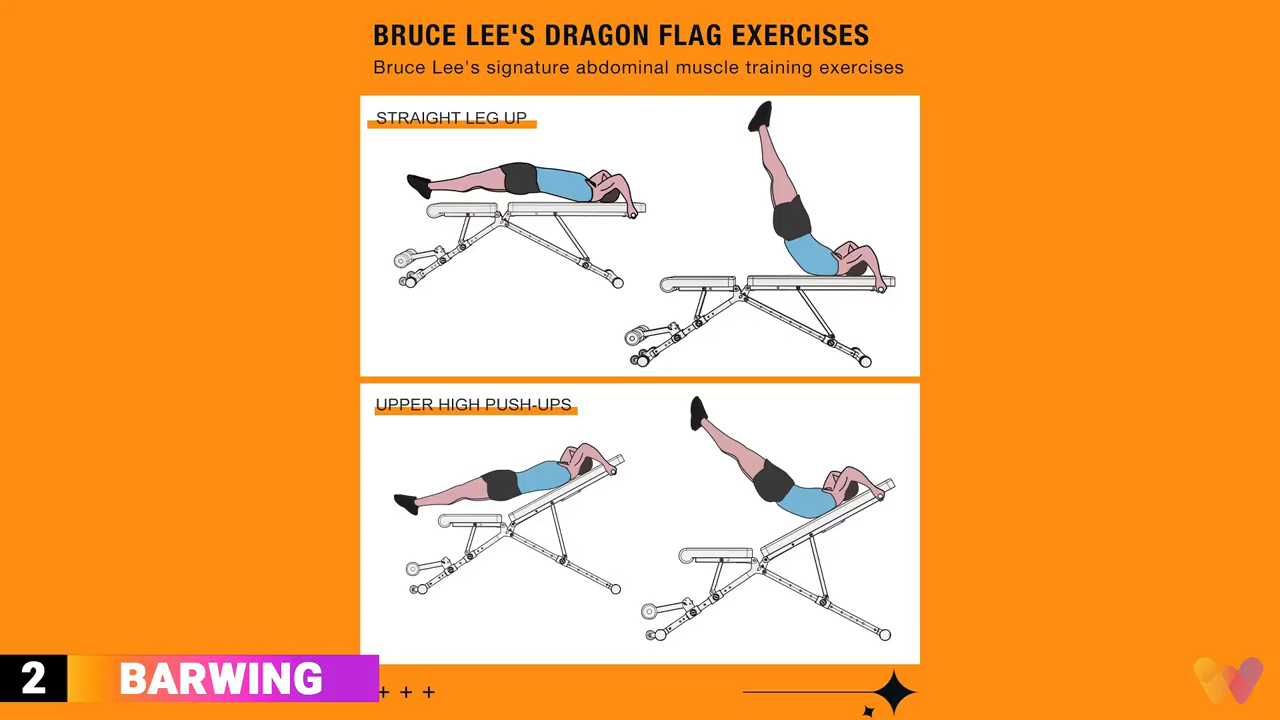 BRUCE LEE'S DRAGON FLAG EXERCISES
Bruce Lee's signature abdominal muscle training exercises
STRAIGHT LEG UP
UPPER HIGH PUSH-UPS
2 BARWING